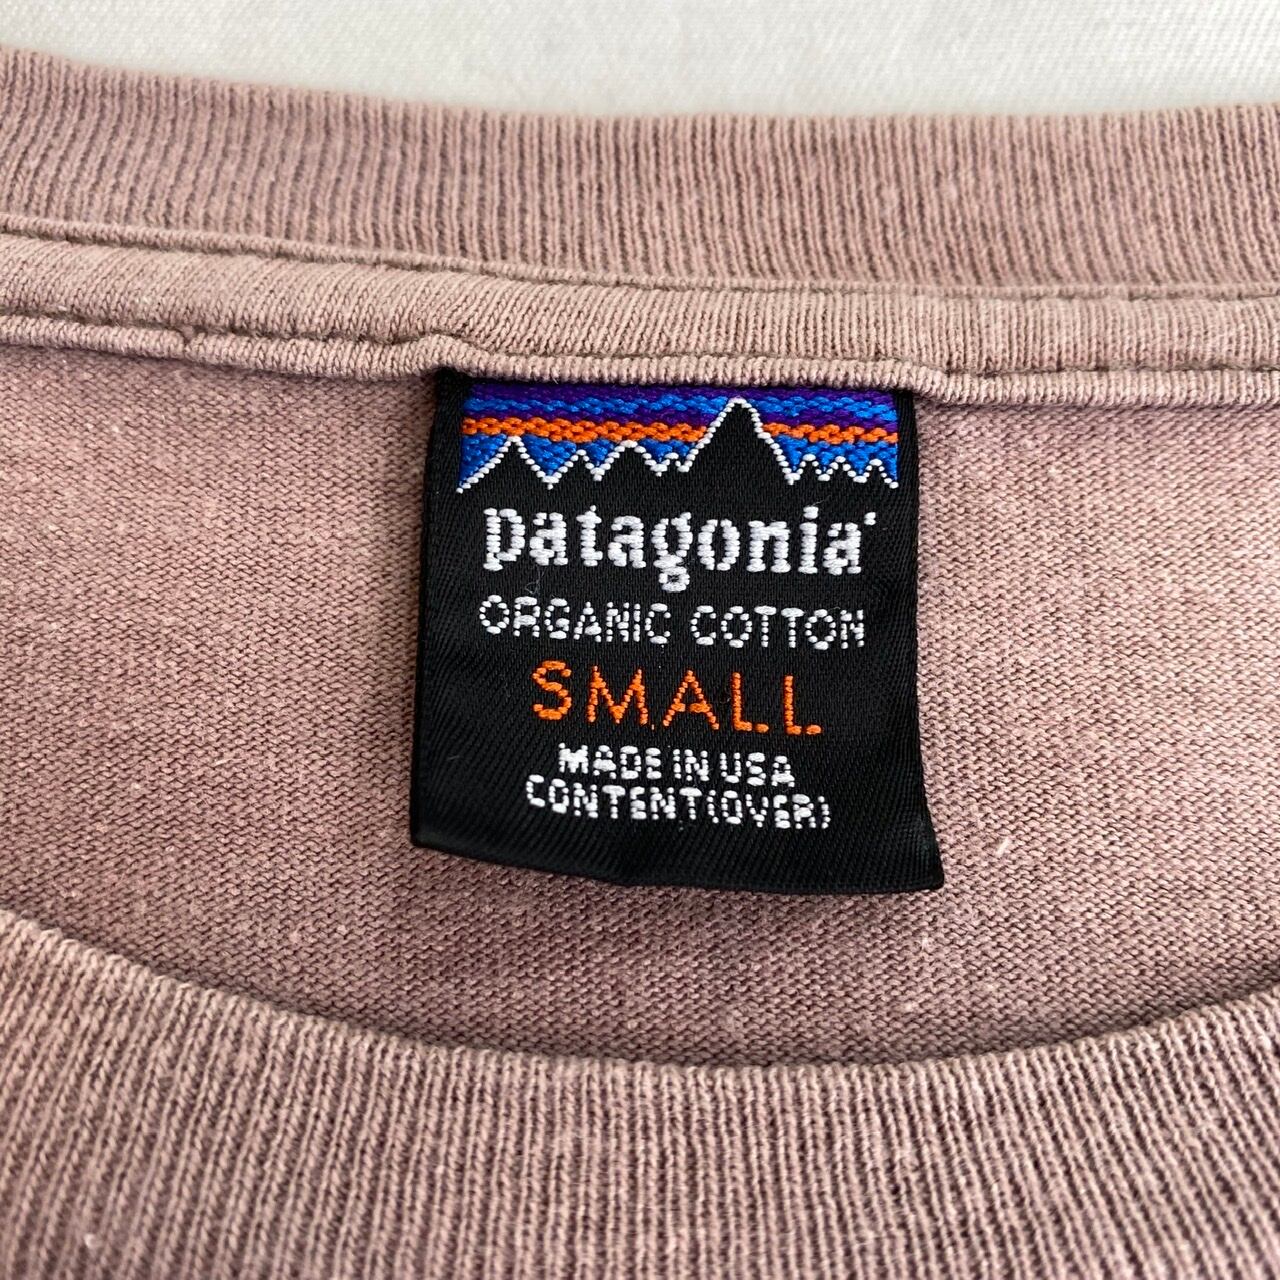 patagonia
ORGANIC COTTON
SMALL
MADE IN USA
CONTENT(OVER)